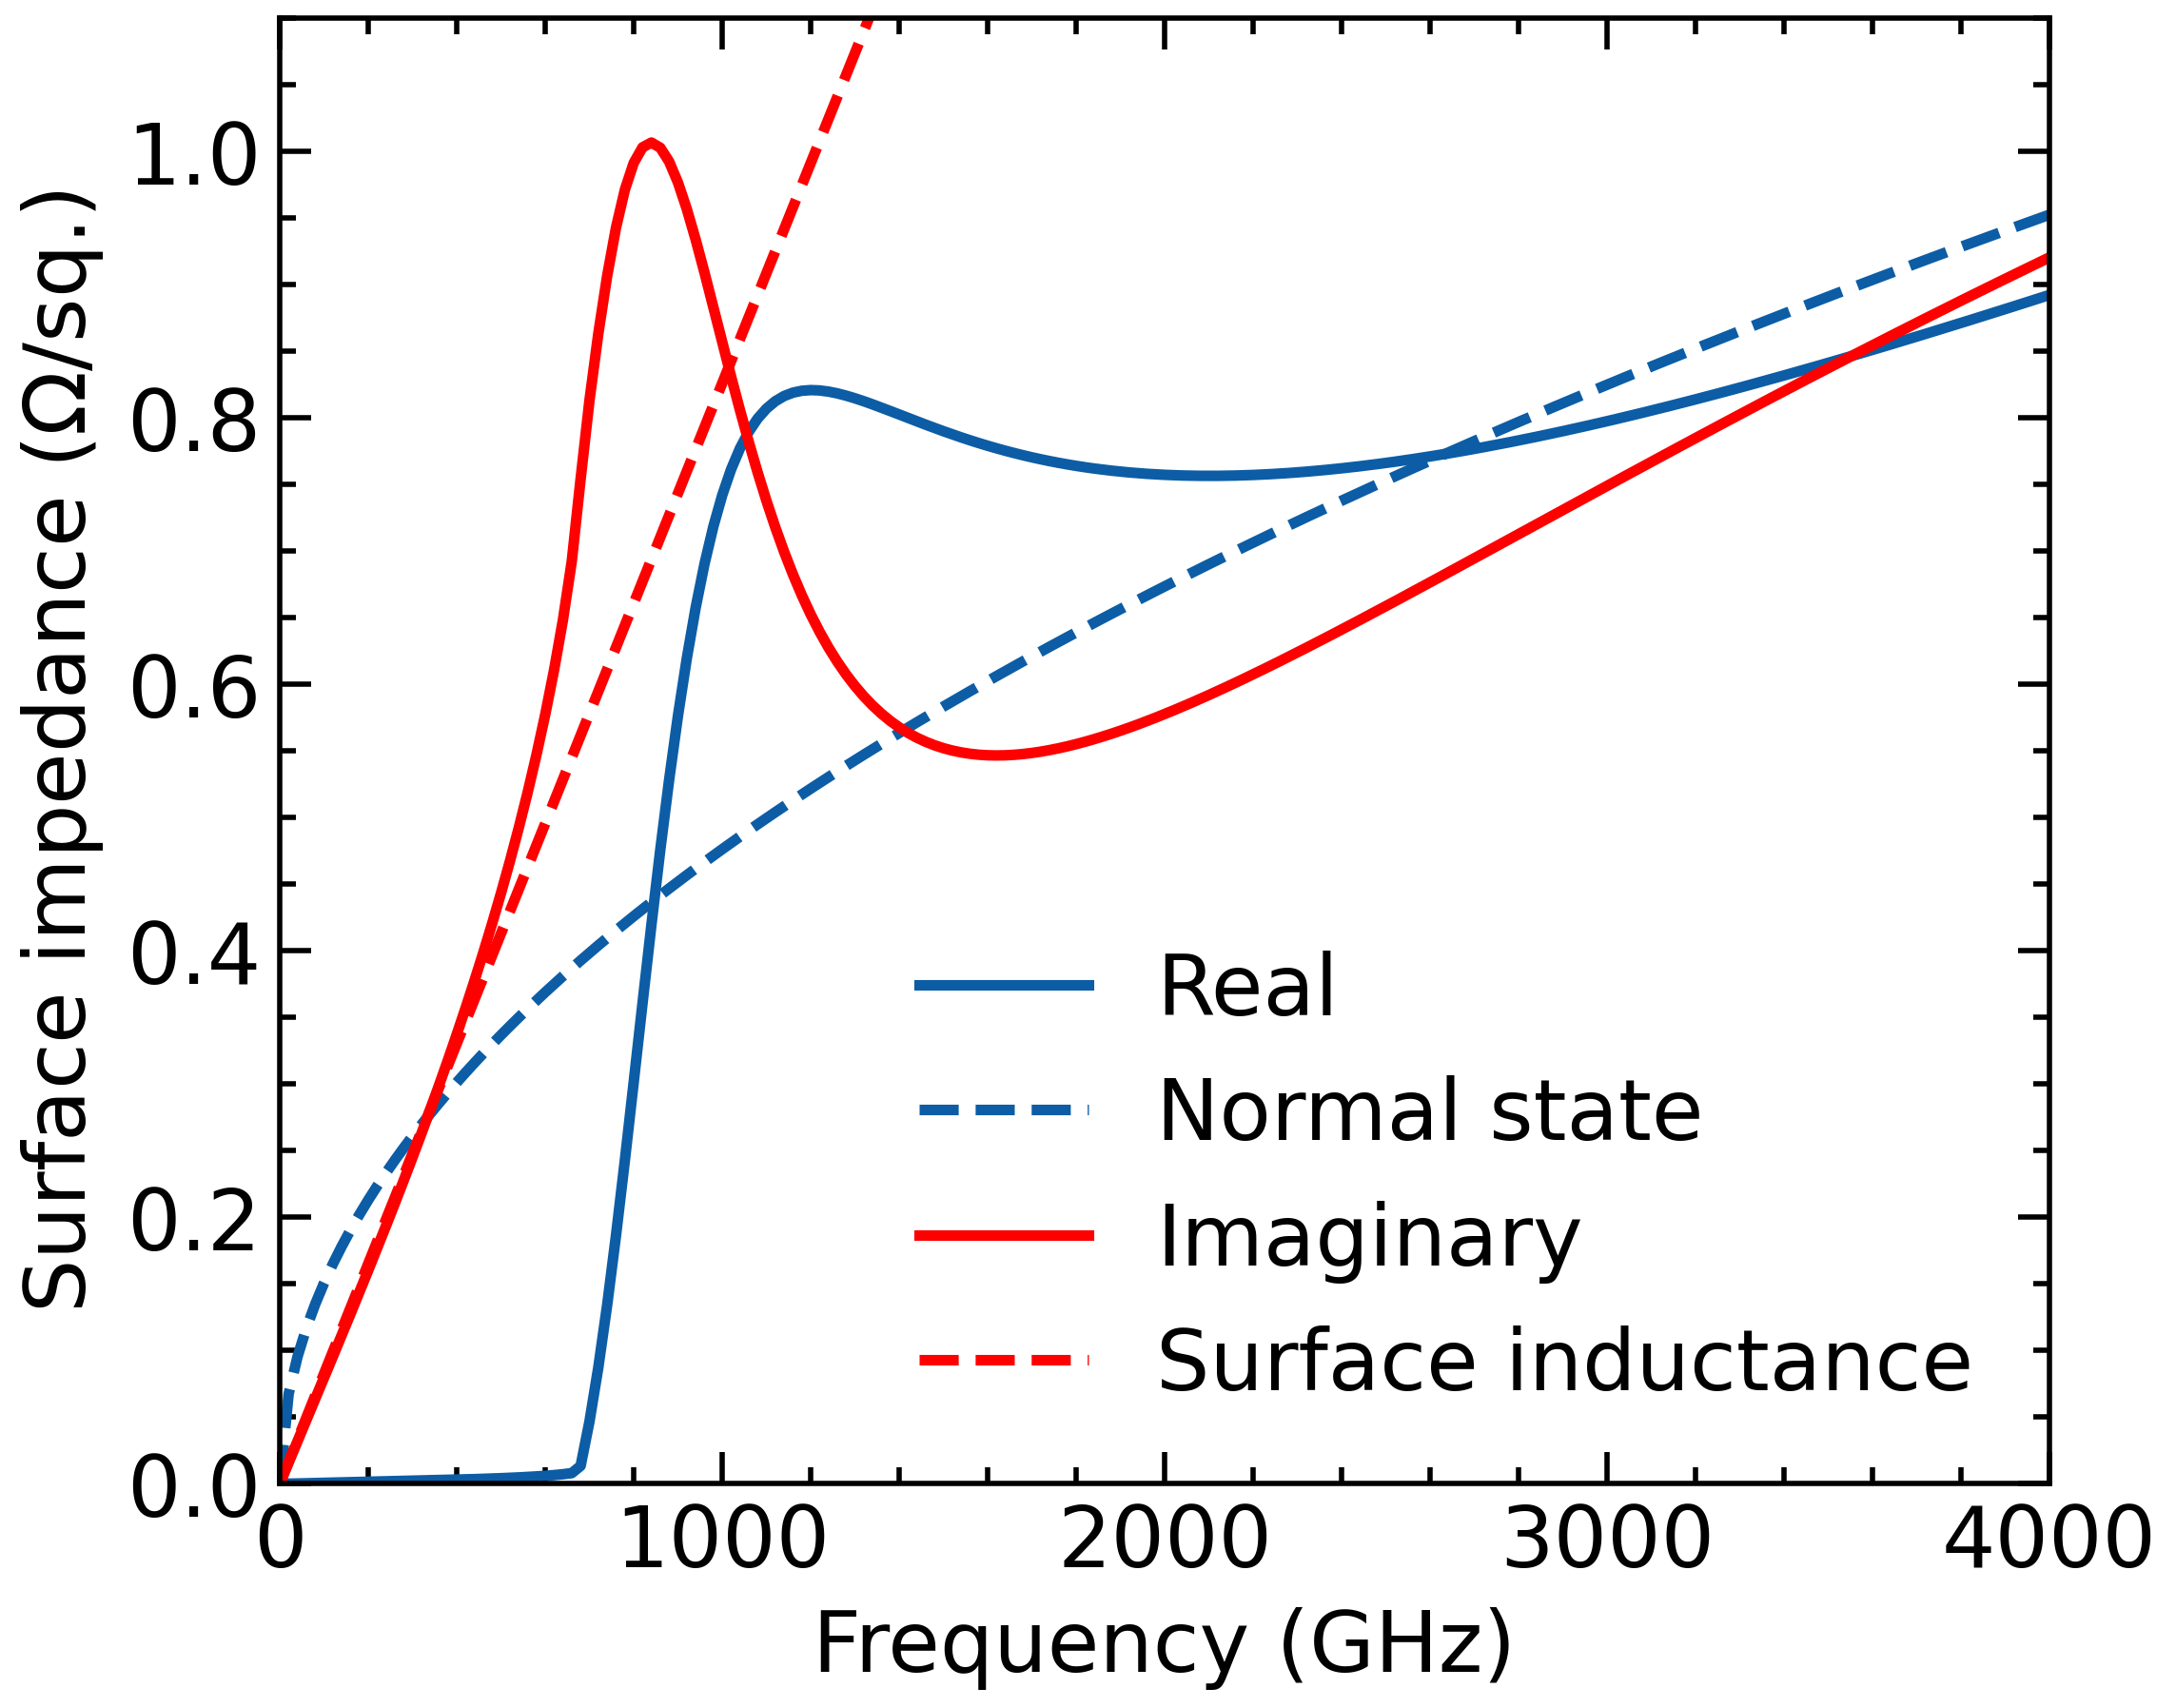 Surface impedance (Ω/sq.)
1.0
0.8
0.6
0.4
0.2
0.0
Real
Normal state
Imaginary
Surface inductance
0 1000 2000 3000 4000
Frequency (GHz)